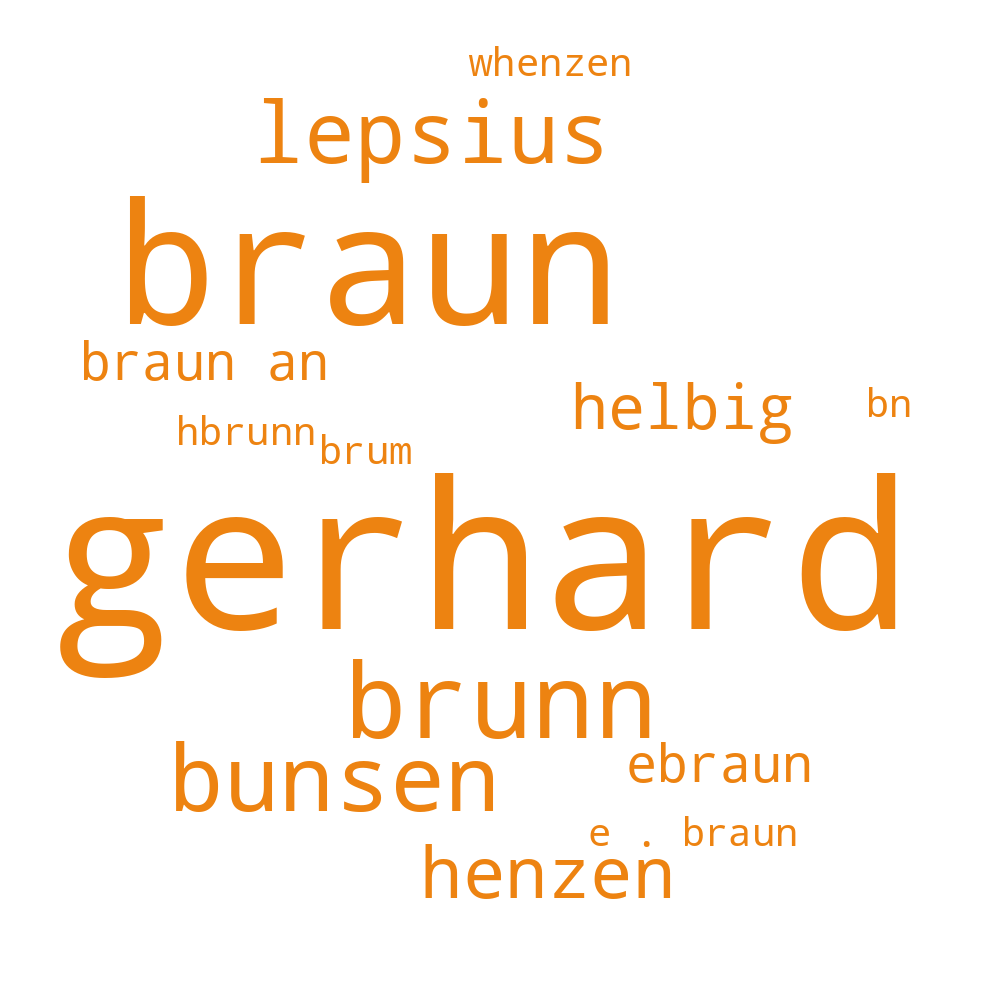 whenzen
lepsius
braun
braun an
helbig
bn
hbrunn
brum
gerhard
brunn
bunsen
ebraun
e . braun
henzen